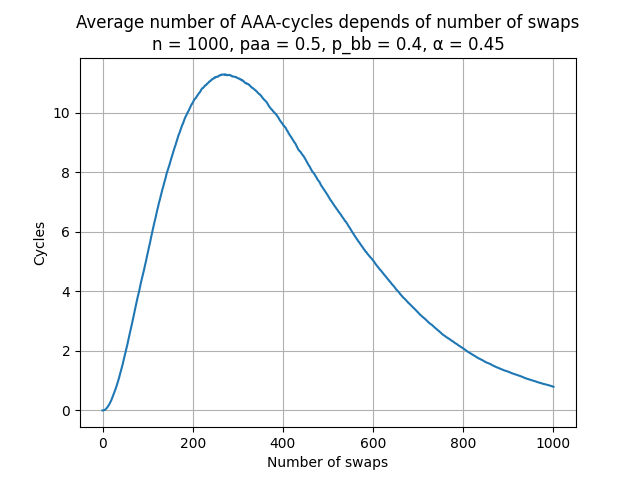 Average number of AAA-cycles depends of number of swaps
n = 1000, paa = 0.5, p_bb = 0.4, α = 0.45
Cycles
10
8
6
4
2
0
0 200 400 600 800 1000
Number of swaps